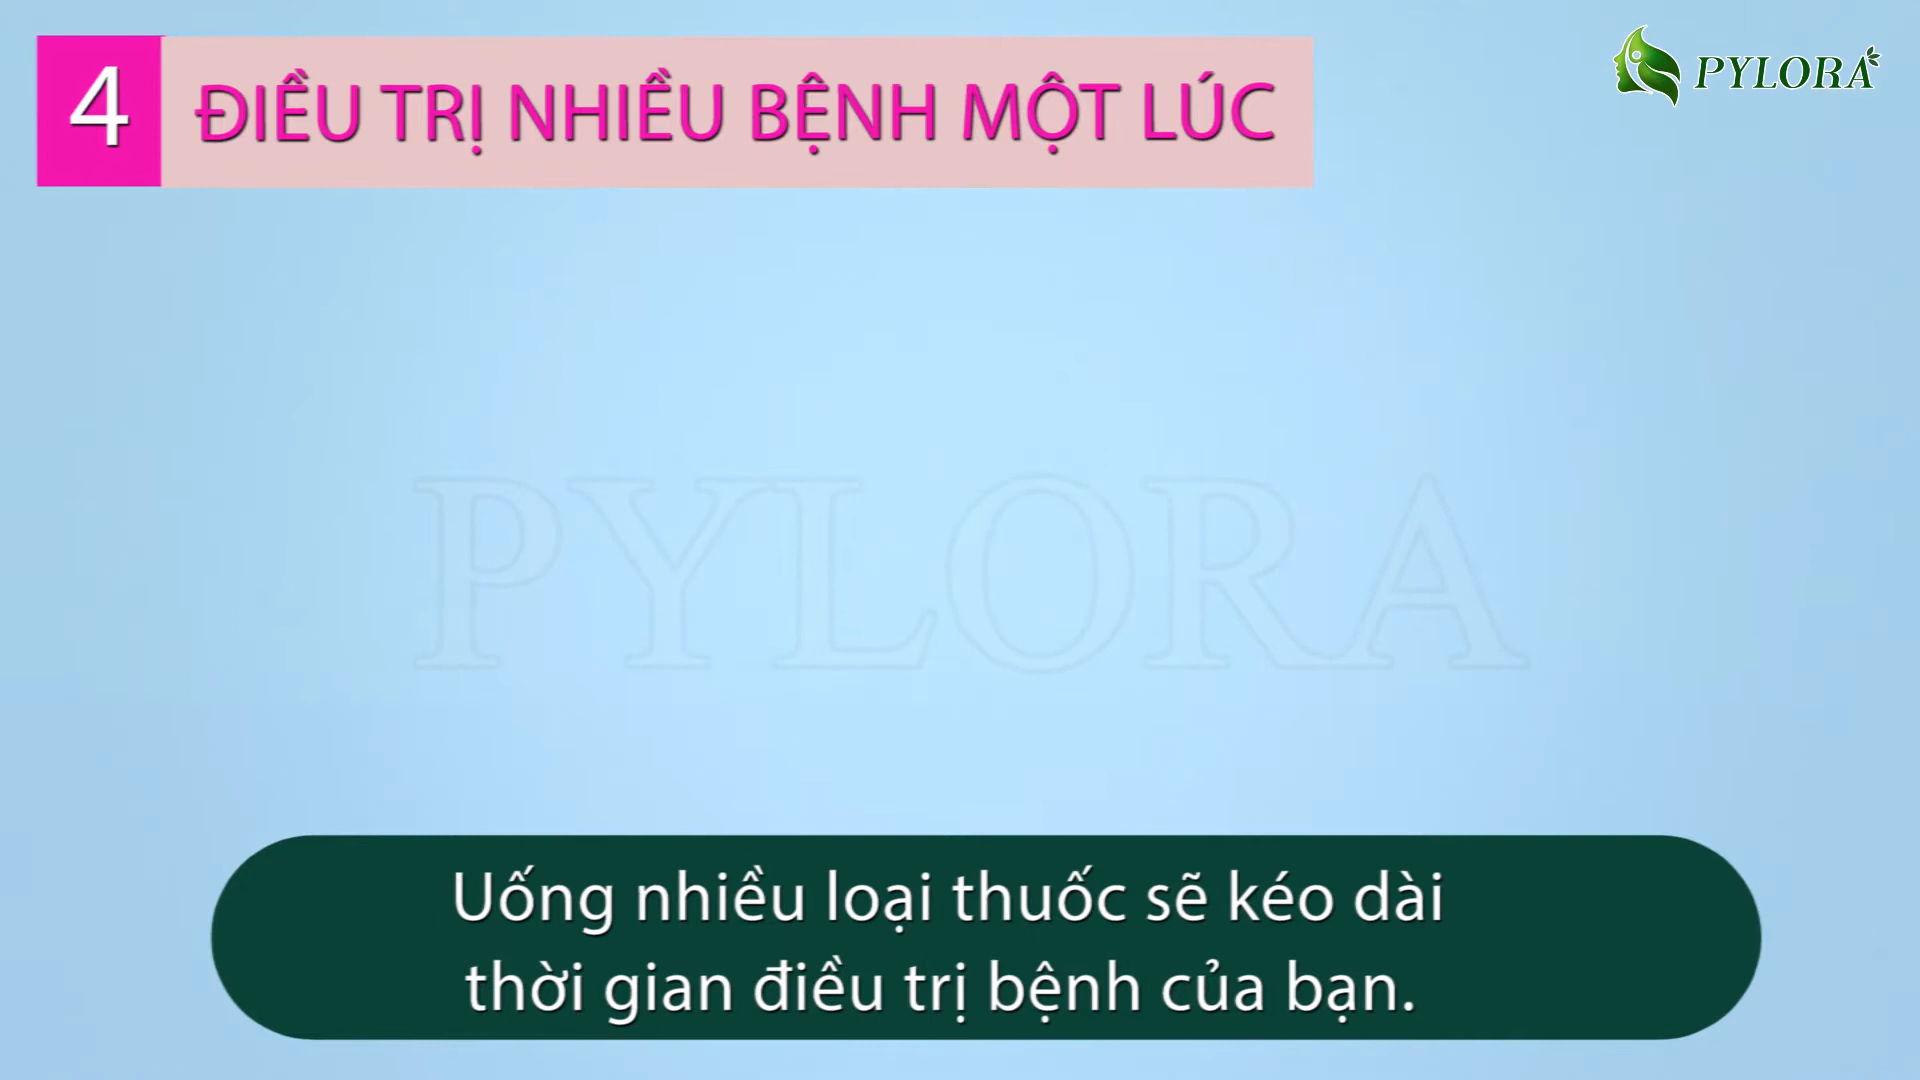 4 ĐIỀU TRỊ NHIỀU BỆNH MỘT LÚC
PYLORA
PYLORA
Uống nhiều loại thuốc sẽ kéo dài
thời gian điều trị bệnh của bạn.